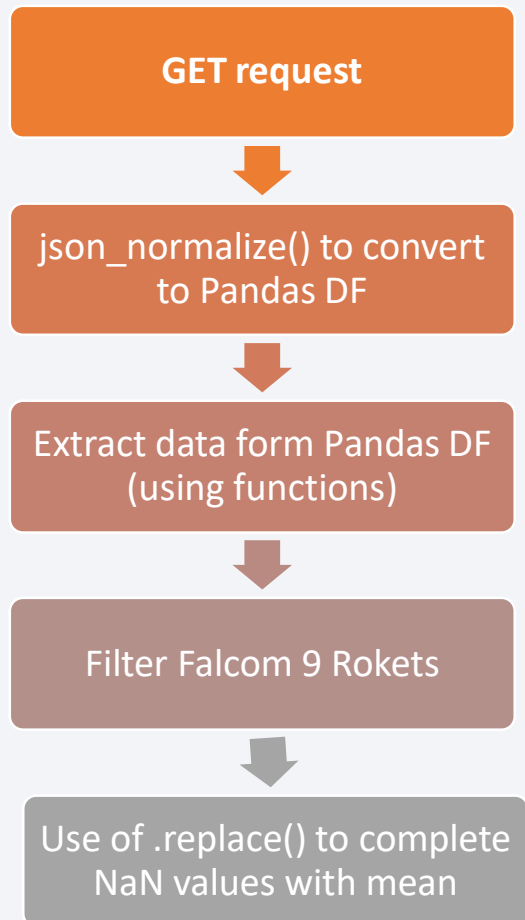 GET request
json_normalize() to convert
to Pandas DF
Extract data form Pandas DF
(using functions)
Filter Falcom 9 Rokets
Use of .replace() to complete
NaN values with mean